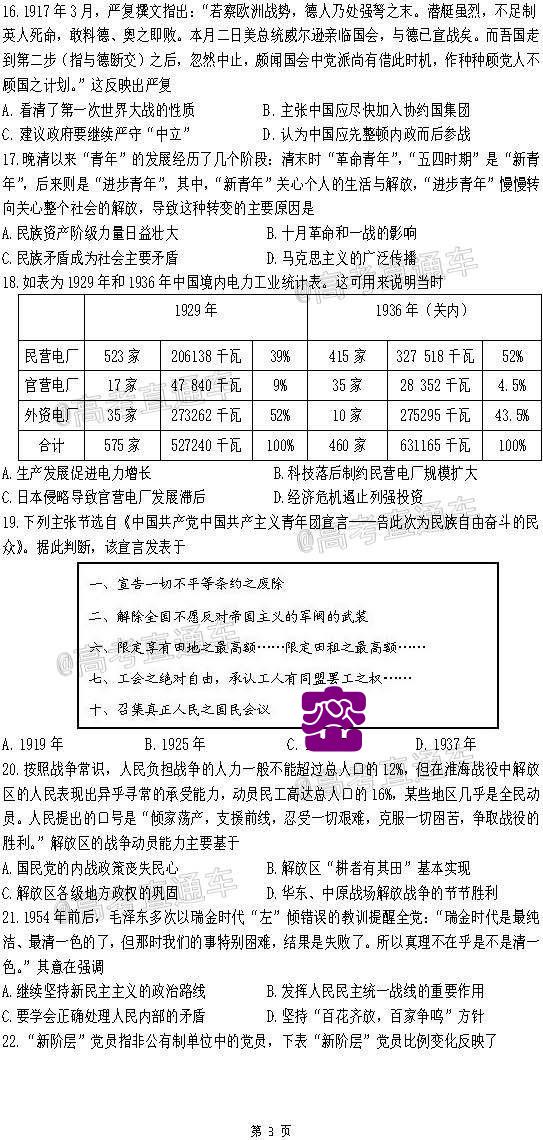 16. 1917 年 3 月，严复撰文指出：“若察欧洲战势，德人乃处强弩之末。潜艇虽烈，不足制
英人死命，敢料德、奥之即败。本月二日美总统威尔逊亲临国会，与德已宣战矣。而吾国走
到第二步（指与德断交）之后，忽然中止，颇闻国会中党派尚有借此时机，作种种顾党人不
顾国之计划。”这反映出严复
A. 看清了第一次世界大战的性质 B. 主张中国应尽快加入协约国集团
C. 建议政府要继续严守“中立” D. 认为中国应先整顿内政而后参战
17. 晚清以来“青年”的发展经历了几个阶段：清末时“革命青年”，“五四时期”是“新青
年”，后来则是“进步青年”，其中，“新青年”关心个人的生活与解放，“进步青年”慢慢转
向关心整个社会的解放，导致这种转变的主要原因是
A. 民族资产阶级力量日益壮大 B. 十月革命和一战的影响
C. 民族矛盾成为社会主要矛盾 D. 马克思主义的广泛传播
18. 如表为 1929 年和 1936 年中国境内电力工业统计表。这可用来说明当时
1929 年 1936 年（关内）
民营电厂 523 家 206138 千瓦 39% 415 家 327 518 千瓦 52%
官营电厂 17 家 47 840 千瓦 9% 35 家 28 352 千瓦 4.5%
外资电厂 35 家 273262 千瓦 52% 10 家 275295 千瓦 43.5%
合计 575 家 527240 千瓦 100% 460 家 631165 千瓦 100%
A. 生产发展促进电力增长 B. 科技落后制约民营电厂规模扩大
C. 日本侵略导致官营电厂发展滞后 D. 经济危机遏止列强投资
19. 下列主张节选自《中国共产党中国共产主义青年团宣言——告此次为民族自由奋斗的民
众》。据此判断，该宣言发表于
一、宣告一切不平等条约之废除
二、解除全国不愿反对帝国主义的军阀的武装
六、限定享有田地之最高额……限定田租之最高额……
七、工会之绝对自由，承认工人有同盟罢工之权……
十、召集真正人民之国民会议
A. 1919 年 B. 1925 年 C. D. 1937 年
20. 按照战争常识，人民负担战争的人力一般不能超过总人口的 12%，但在淮海战役中解放
区的人民表现出异乎寻常的承受能力，动员民工高达总人口的 16%，某些地区几乎是全民动
员。人民提出的口号是“倾家荡产，支援前线，忍受一切艰难，克服一切困苦，争取战役的
胜利。”解放区的战争动员能力主要基于
A. 国民党的内战政策丧失民心 B. 解放区“耕者有其田”基本实现
C. 解放区各级地方政权的巩固 D. 华东、中原战场解放战争的节节胜利
21. 1954 年前后，毛泽东多次以瑞金时代“左”倾错误的教训提醒全党：“瑞金时代是最纯
洁、最清一色的了，但那时我们的事特别困难，结果是失败了。所以真理不在乎是不是清一
色。”其意在强调
A. 继续坚持新民主主义的政治路线 B. 发挥人民民主统一战线的重要作用
C. 要学会正确处理人民内部的矛盾 D. 坚持“百花齐放，百家争鸣”方针
22. “新阶层”党员指非公有制单位中的党员，下表“新阶层”党员比例变化反映了
第 3 页
@高考直通车
@高考直通车
@高考直通车
@高考直通车
@高考直通车
@高考直通车